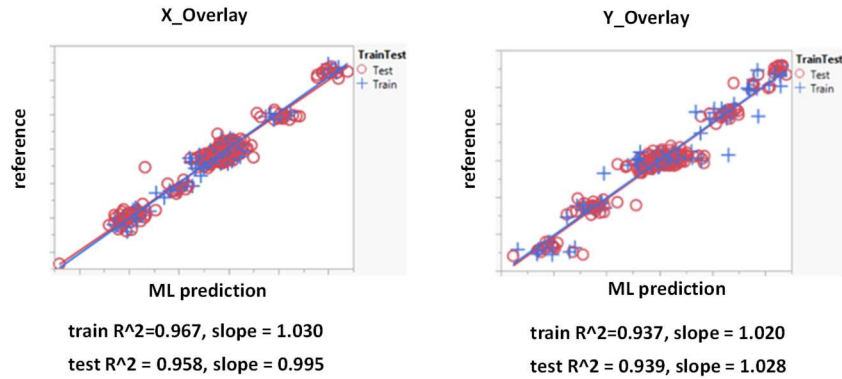 X_Overlay
TrainTest
Test
Train
reference
ML prediction
train R^2=0.967, slope = 1.030
test R^2 = 0.958, slope = 0.995
Y_Overlay
TrainTest
Test
Train
reference
ML prediction
train R^2=0.937, slope = 1.020
test R^2 = 0.939, slope = 1.028